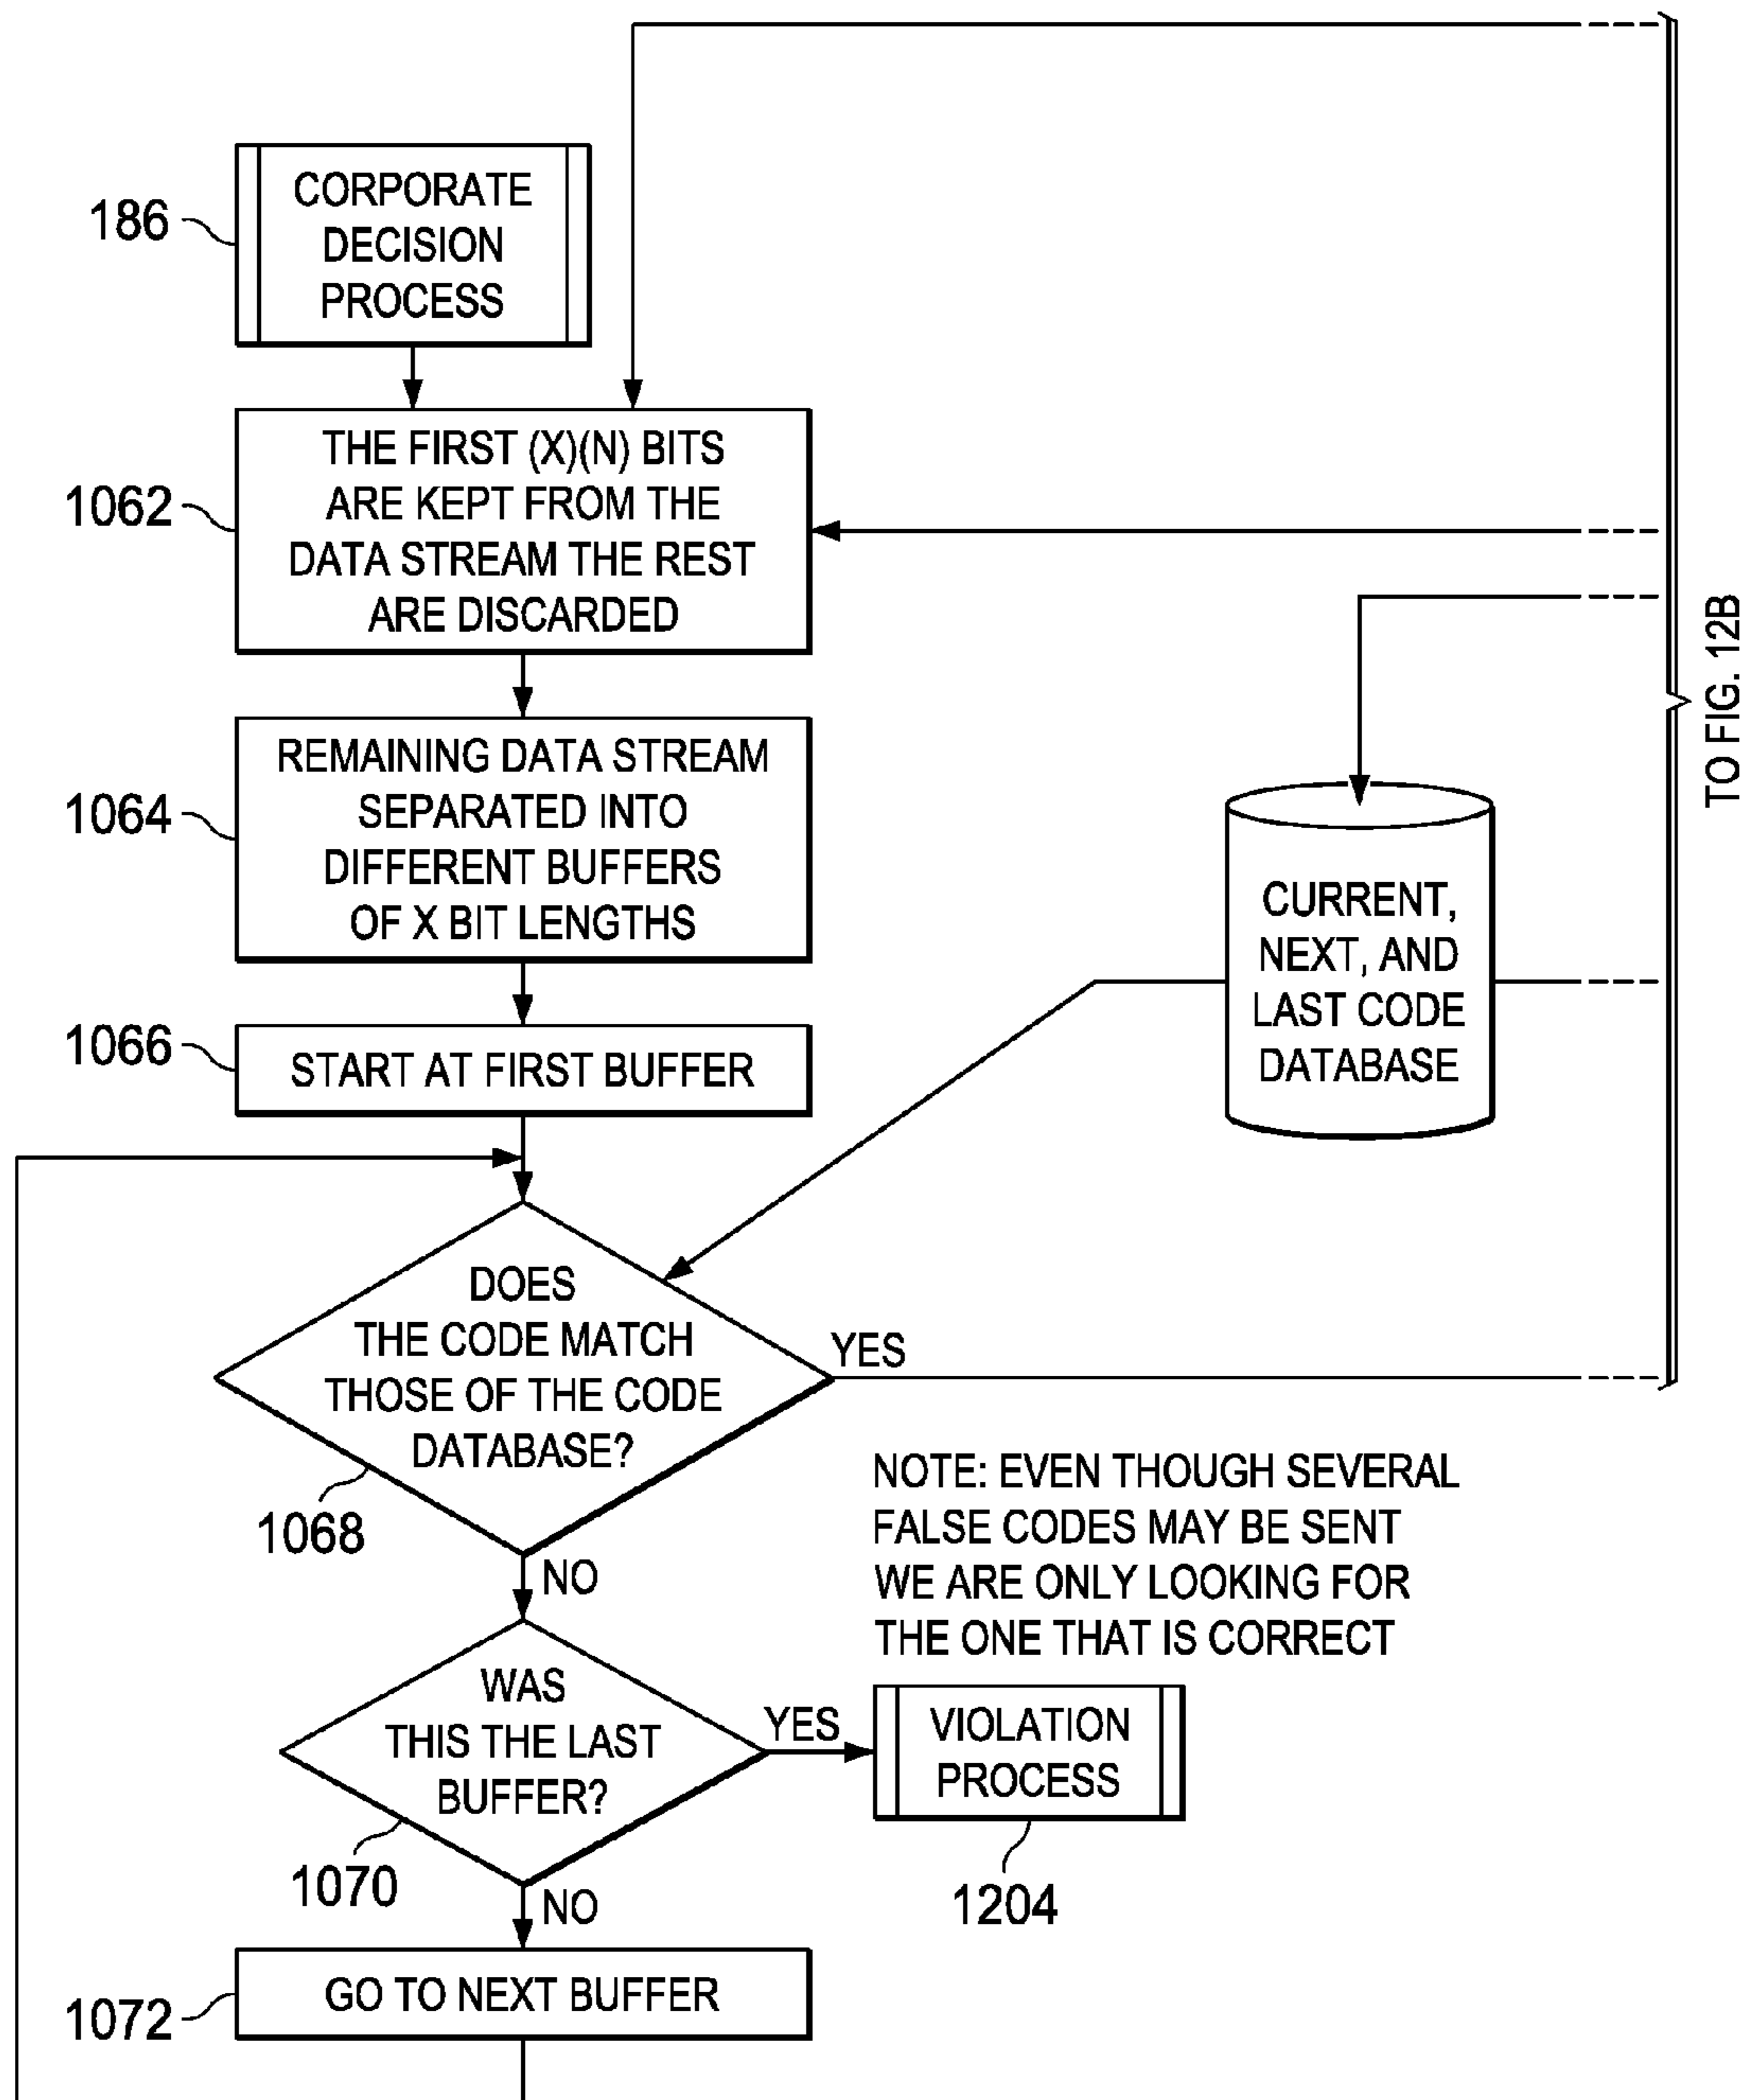 186
CORPORATE
DECISION
PROCESS
1062
THE FIRST (X)(N) BITS
ARE KEPT FROM THE
DATA STREAM THE REST
ARE DISCARDED
TO FIG. 12B
1064
REMAINING DATA STREAM
SEPARATED INTO
DIFFERENT BUFFERS
OF X BIT LENGTHS
CURRENT,
NEXT, AND
LAST CODE
DATABASE
1066
START AT FIRST BUFFER
DOES
THE CODE MATCH
THOSE OF THE CODE
DATABASE?
YES
1068
NO
NOTE: EVEN THOUGH SEVERAL
FALSE CODES MAY BE SENT
WE ARE ONLY LOOKING FOR
THE ONE THAT IS CORRECT
WAS
THIS THE LAST
BUFFER?
YES
VIOLATION
PROCESS
1070
1204
NO
1072
GO TO NEXT BUFFER